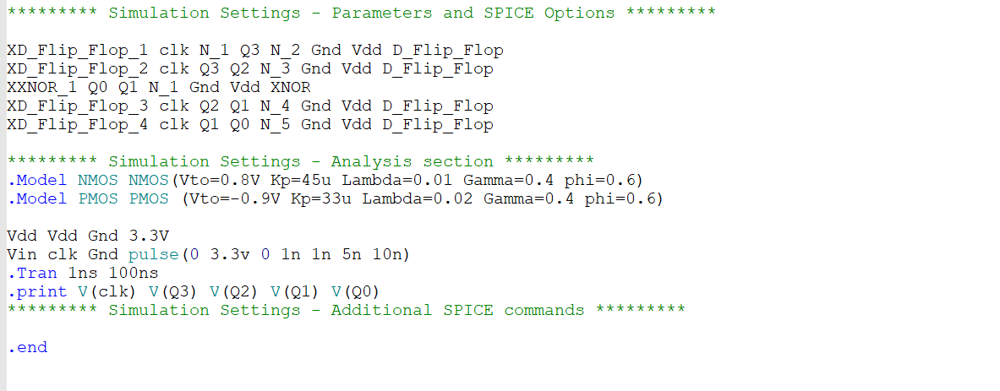 ********* Simulation Settings - Parameters and SPICE Options *********
XD_Flip_Flop_1 clk N_1 Q3 N_2 Gnd Vdd D_Flip_Flop
XD_Flip_Flop_2 clk Q3 Q2 N_3 Gnd Vdd D_Flip_Flop
XXNOR_1 Q0 Q1 N_1 Gnd Vdd XNOR
XD_Flip_Flop_3 clk Q2 Q1 N_4 Gnd Vdd D_Flip_Flop
XD_Flip_Flop_4 clk Q1 Q0 N_5 Gnd Vdd D_Flip_Flop
********* Simulation Settings - Analysis section *********
.Model NMOS NMOS(Vto=0.8V Kp=45u Lambda=0.01 Gamma=0.4 phi=0.6)
.Model PMOS PMOS (Vto=-0.9V Kp=33u Lambda=0.02 Gamma=0.4 phi=0.6)
Vdd Vdd Gnd 3.3V
Vin clk Gnd pulse(0 3.3v 0 1n 1n 5n 10n)
.Tran 1ns 100ns
.print V(clk) V(Q3) V(Q2) V(Q1) V(Q0)
********* Simulation Settings - Additional SPICE commands *********
.end